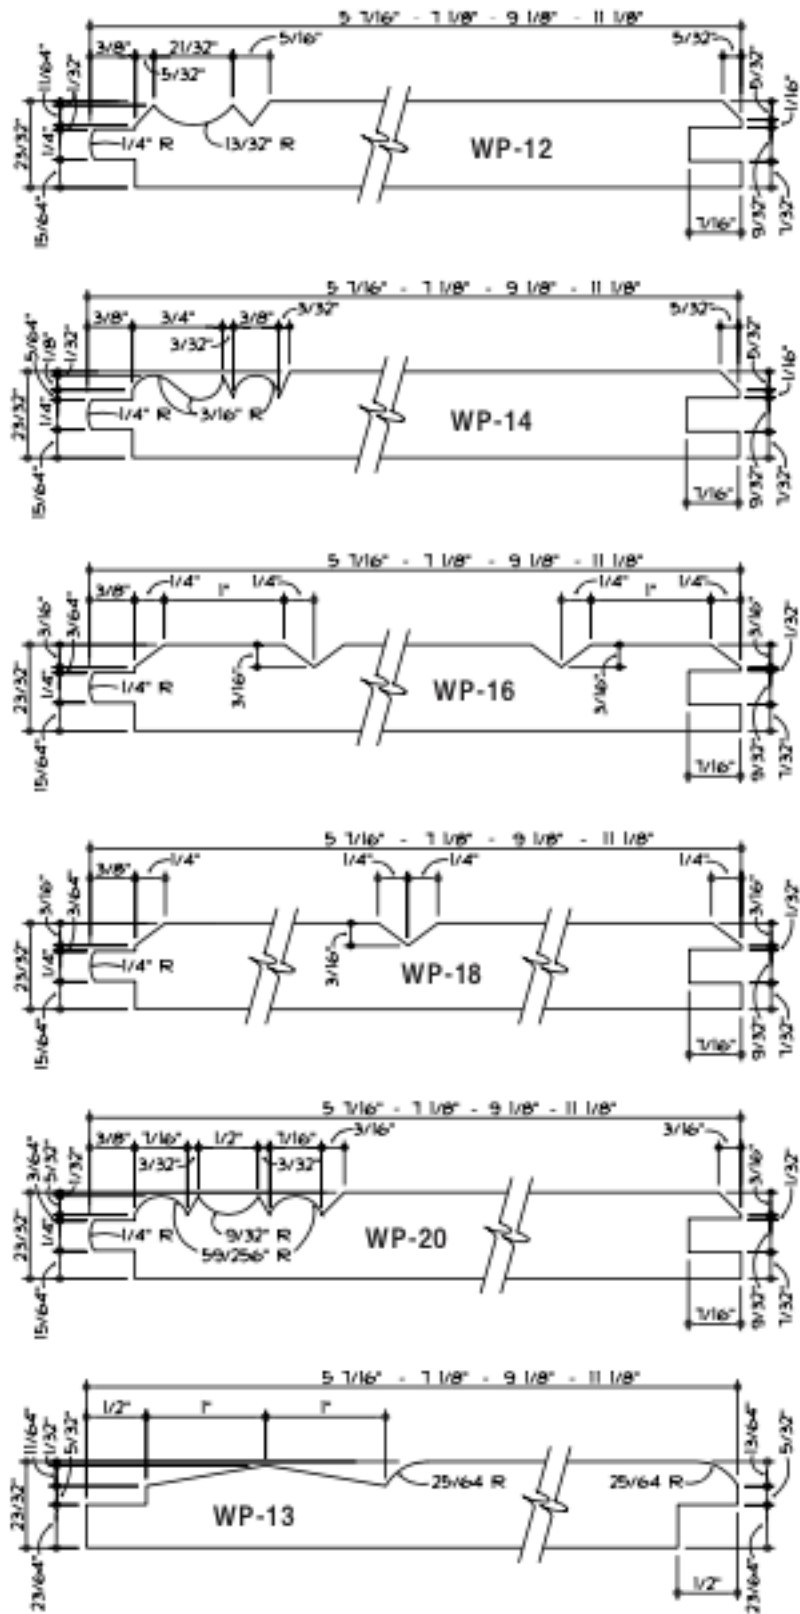 5 7/16" - 7 1/8" - 9 1/8" - 11 1/8"
3/8" 21/32" 5/16" 5/32"
5/32"
11/64" 1/32" 5/32" 1/16"
23/32" 1/4" 1/4" R 13/32" R WP-12
15/64" 7/16" 9/32" 7/32"
5 7/16" - 7 1/8" - 9 1/8" - 11 1/8"
3/8" 3/4" 3/8" 3/32" 5/32"
3/32"
5/64" 1/8" 1/32" 5/32" 1/16"
23/32" 1/4" 1/4" R 3/16" R WP-14
15/64" 7/16" 9/32" 7/32"
5 7/16" - 7 1/8" - 9 1/8" - 11 1/8"
3/8" 1/4" 1" 1/4" 1/4" 1" 1/4"
3/16" 3/64" 3/16" 1/32"
23/32" 1/4" 1/4" R 3/16" WP-16 3/16"
15/64" 7/16" 9/32" 7/32"
5 7/16" - 7 1/8" - 9 1/8" - 11 1/8"
3/8" 1/4" 1/4" 1/4" 1/4"
3/16" 3/64" 3/16" 1/32"
23/32" 1/4" 1/4" R 3/16" WP-18
15/64" 7/16" 9/32" 7/32"
5 7/16" - 7 1/8" - 9 1/8" - 11 1/8"
3/8" 7/16" 1/2" 7/16" 3/16" 3/16"
3/32" 3/32"
3/64" 5/32" 1/32" 3/16" 1/32"
23/32" 1/4" 1/4" R 9/32" R WP-20
59/256" R
15/64" 7/16" 9/32" 7/32"
5 7/16" - 7 1/8" - 9 1/8" - 11 1/8"
1/2" 1" 1"
11/64" 1/32" 5/32" 13/64" 5/32"
23/32" 25/64 R 25/64 R
WP-13
23/64" 1/2" 23/64"